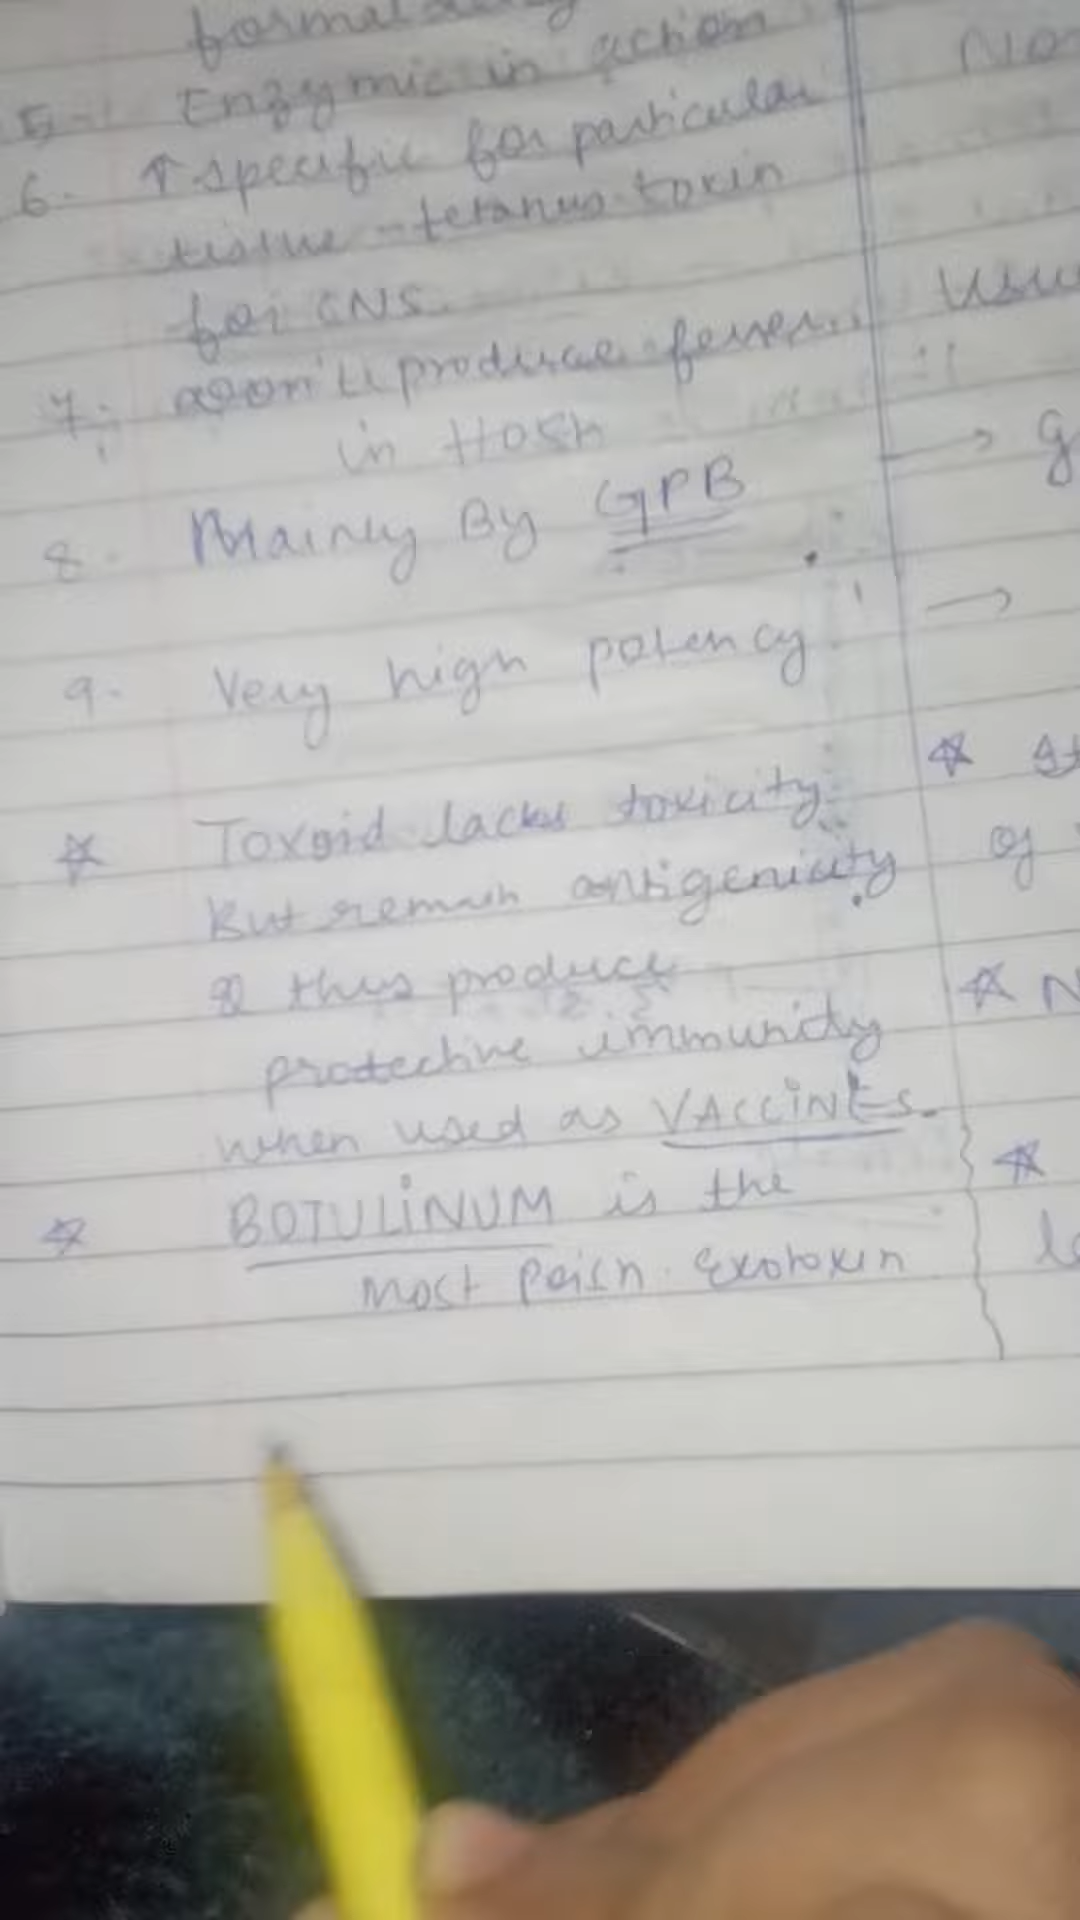 5. Enzymic in action
6. ↑ specific for particular
tissue - tetanus toxin
for CNS.
7. Don't produce fever
in Host
8. Mainly By GPB
9. Very high potency
☆ Toxoid lacks toxicity
But remain antigenicity
& thus produce
protective immunity
when used as VACCINEs.
☆ BOTULINUM is the
most Poisn. Exotoxin
→ g
→
☆
of
☆ N
☆